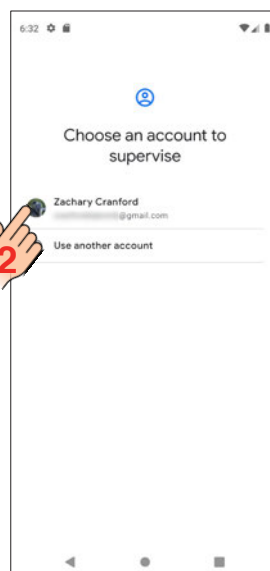 6:32
Choose an account to
supervise
Zachary Cranford
@gmail.com
2
Use another account